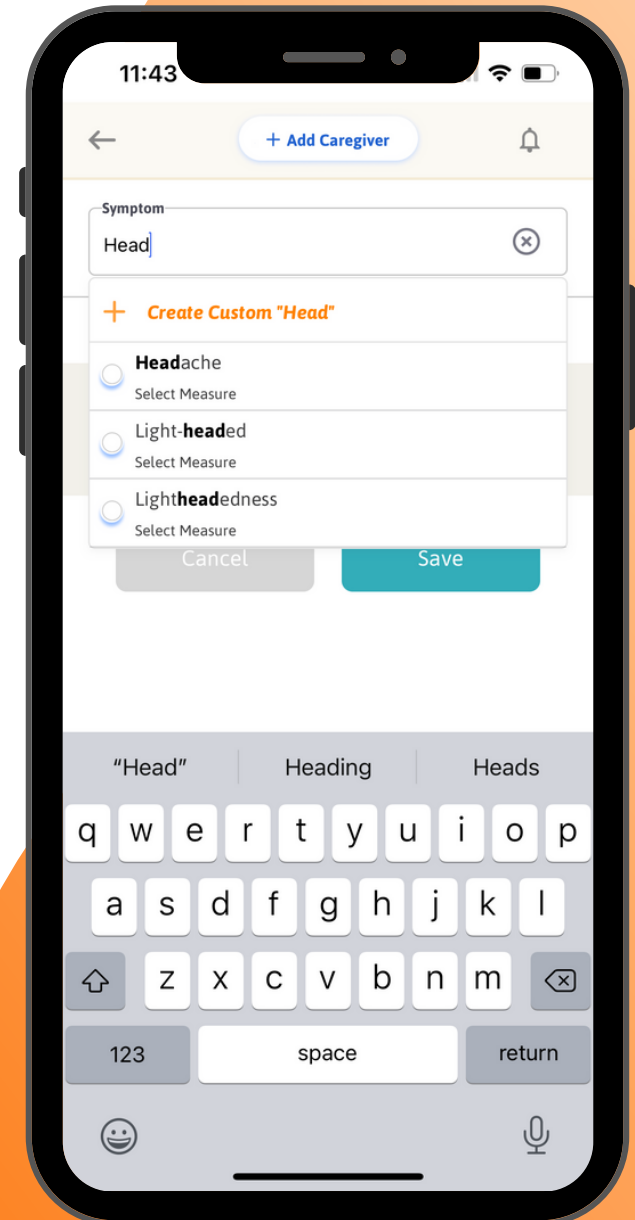 11:43
+ Add Caregiver
Symptom
Head
+ Create Custom "Head"
Headache
Select Measure
Light-headed
Select Measure
Lightheadedness
Select Measure
Cancel Save
“Head” Heading Heads
q w e r t y u i o p
a s d f g h j k l
z x c v b n m
123 space return